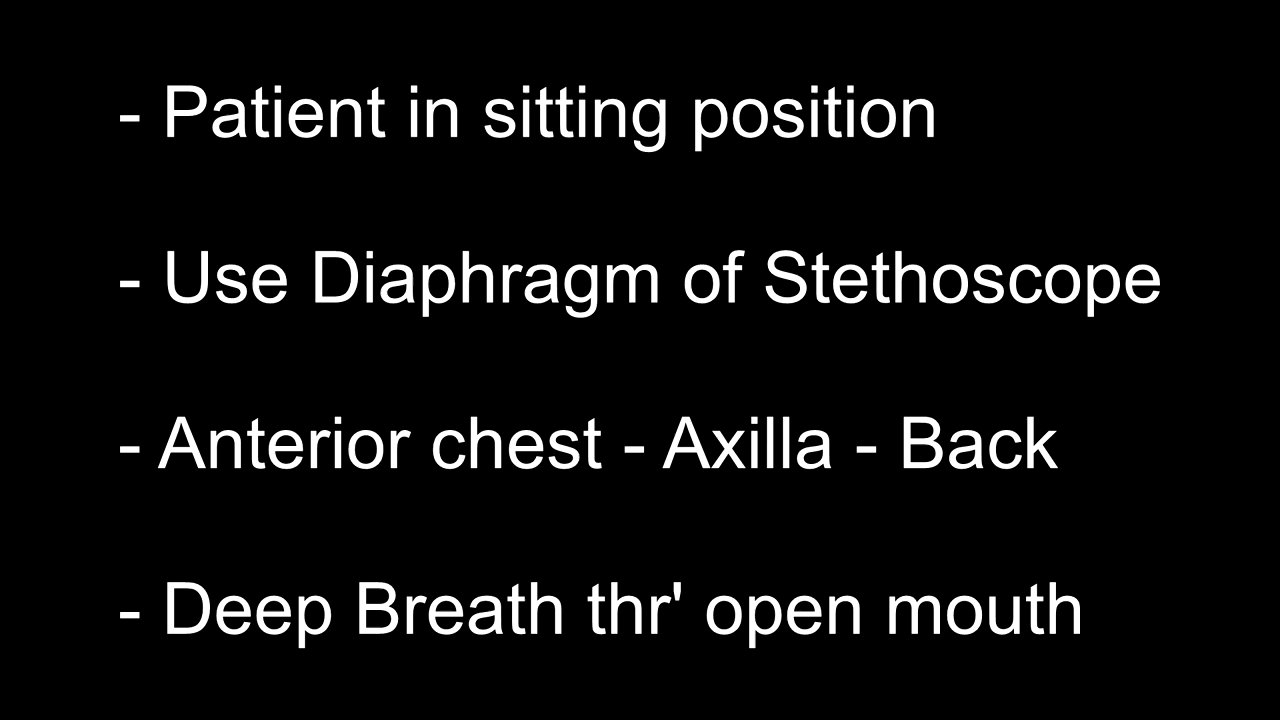 - Patient in sitting position
- Use Diaphragm of Stethoscope
- Anterior chest - Axilla - Back
- Deep Breath thr' open mouth